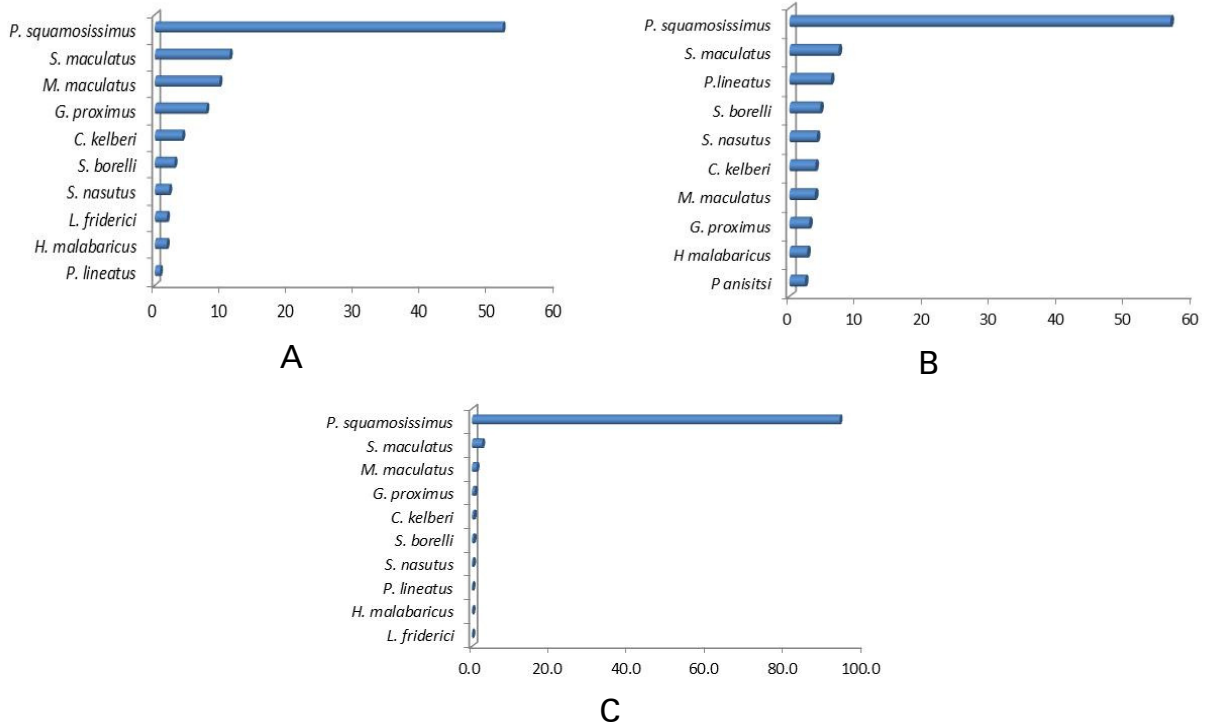 P. squamosissimus
S. maculatus
M. maculatus
G. proximus
C. kelberi
S. borelli
S. nasutus
L. friderici
H. malabaricus
P. lineatus
0 10 20 30 40 50 60
A
P. squamosissimus
S. maculatus
P.lineatus
S. borelli
S. nasutus
C. kelberi
M. maculatus
G. proximus
H malabaricus
P anisitsi
0 10 20 30 40 50 60
B
P. squamosissimus
S. maculatus
M. maculatus
G. proximus
C. kelberi
S. borelli
S. nasutus
P. lineatus
H. malabaricus
L. friderici
0.0 20.0 40.0 60.0 80.0 100.0
C